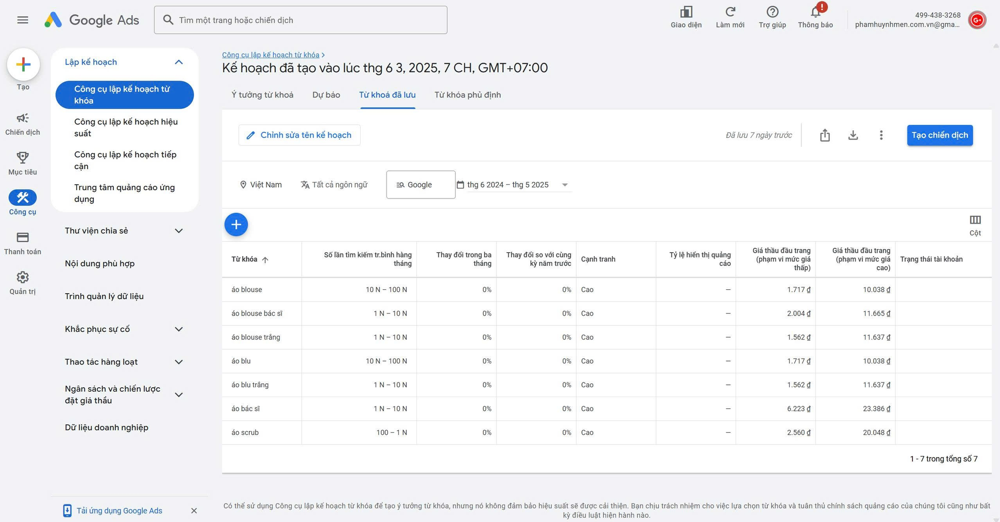 Google Ads
Tìm một trang hoặc chiến dịch
Giao diện
Làm mới
Trợ giúp
!
Thông báo
499-438-3268
phamhuynhmen.com.vn@gma...
G+
Tạo
Chiến dịch
Mục tiêu
Công cụ
Thanh toán
Quản trị
Lập kế hoạch
Công cụ lập kế hoạch từ
khóa
Công cụ lập kế hoạch hiệu
suất
Công cụ lập kế hoạch tiếp
cận
Trung tâm quảng cáo ứng
dụng
Thư viện chia sẻ
Nội dung phù hợp
Trình quản lý dữ liệu
Khắc phục sự cố
Thao tác hàng loạt
Ngân sách và chiến lược
đặt giá thầu
Dữ liệu doanh nghiệp
Tải ứng dụng Google Ads
Công cụ lập kế hoạch từ khóa
Kế hoạch đã tạo vào lúc thg 6 3, 2025, 7 CH, GMT+07:00
Ý tưởng từ khoá Dự báo Từ khoá đã lưu Từ khóa phủ định
Chỉnh sửa tên kế hoạch
Đã lưu 7 ngày trước
Tạo chiến dịch
Việt Nam Tất cả ngôn ngữ Google thg 6 2024 – thg 5 2025
Cột
Từ khóa
Số lần tìm kiếm tr.bình hàng
tháng
Thay đổi trong ba
tháng
Thay đổi so với cùng
kỳ năm trước
Cạnh tranh
Tỷ lệ hiển thị quảng
cáo
Giá thầu đầu trang
(phạm vi mức giá
thấp)
Giá thầu đầu trang
(phạm vi mức giá
cao)
Trạng thái tài khoản
áo blouse 10 N – 100 N 0% 0% Cao — 1.717 ₫ 10.038 ₫
áo blouse bác sĩ 1 N – 10 N 0% 0% Cao — 2.004 ₫ 11.665 ₫
áo blouse trắng 1 N – 10 N 0% 0% Cao — 1.562 ₫ 11.637 ₫
áo blu 10 N – 100 N 0% 0% Cao — 1.717 ₫ 10.038 ₫
áo blu trắng 1 N – 10 N 0% 0% Cao — 1.562 ₫ 11.637 ₫
áo bác sĩ 1 N – 10 N 0% 0% Cao — 6.223 ₫ 23.386 ₫
áo scrub 100 – 1 N 0% 0% Cao — 2.560 ₫ 20.048 ₫
1 - 7 trong tổng số 7
Có thể sử dụng Công cụ lập kế hoạch từ khóa để tạo ý tưởng từ khóa, nhưng nó không đảm bảo hiệu suất sẽ được cải thiện. Bạn chịu trách nhiệm cho việc lựa chọn từ khóa và tuân thủ chính sách quảng cáo của chúng tôi cũng như bất
kỳ điều luật hiện hành nào.